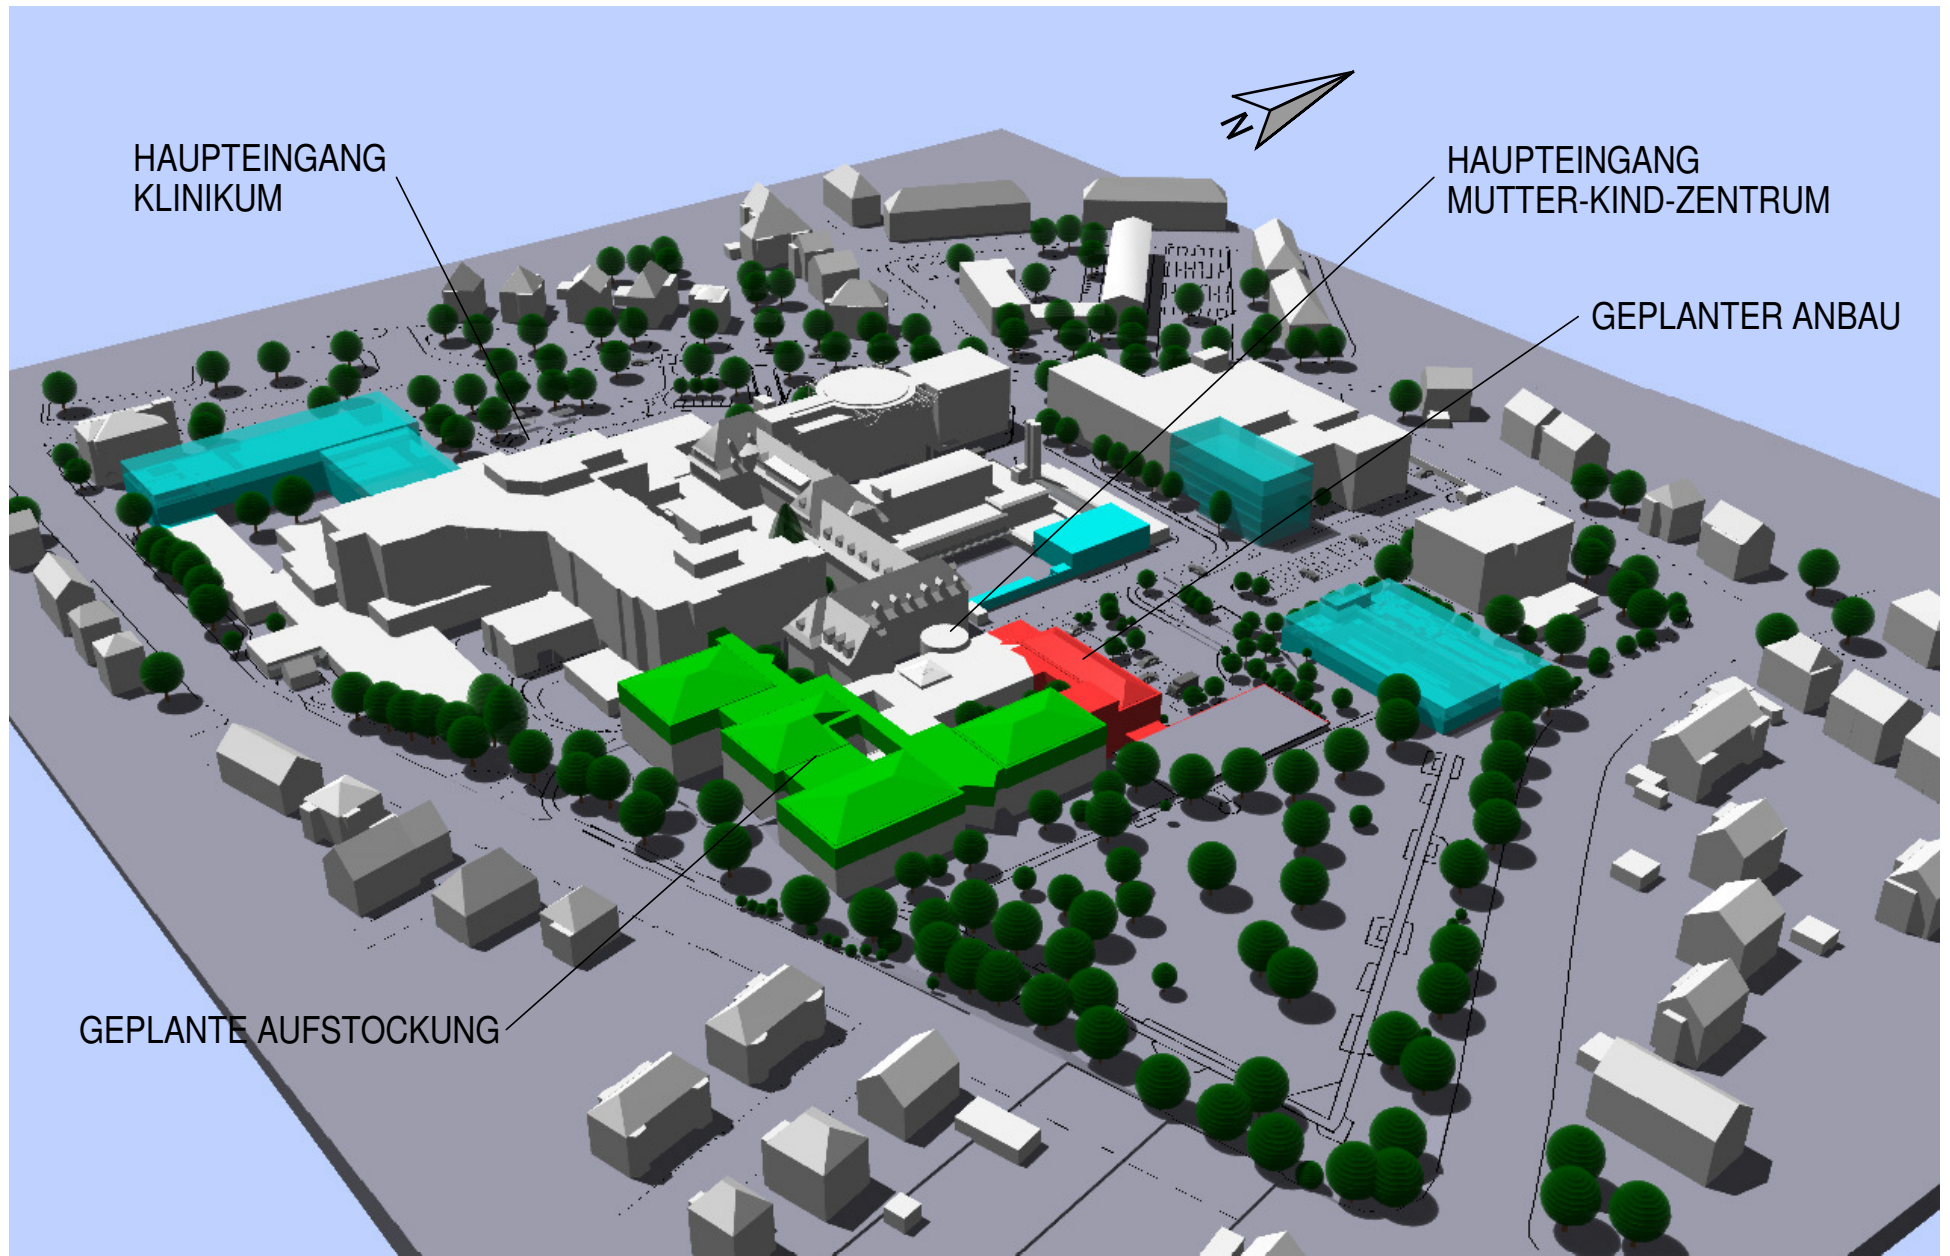 HAUPTEINGANG
KLINIKUM
N
HAUPTEINGANG
MUTTER-KIND-ZENTRUM
GEPLANTER ANBAU
GEPLANTE AUFSTOCKUNG